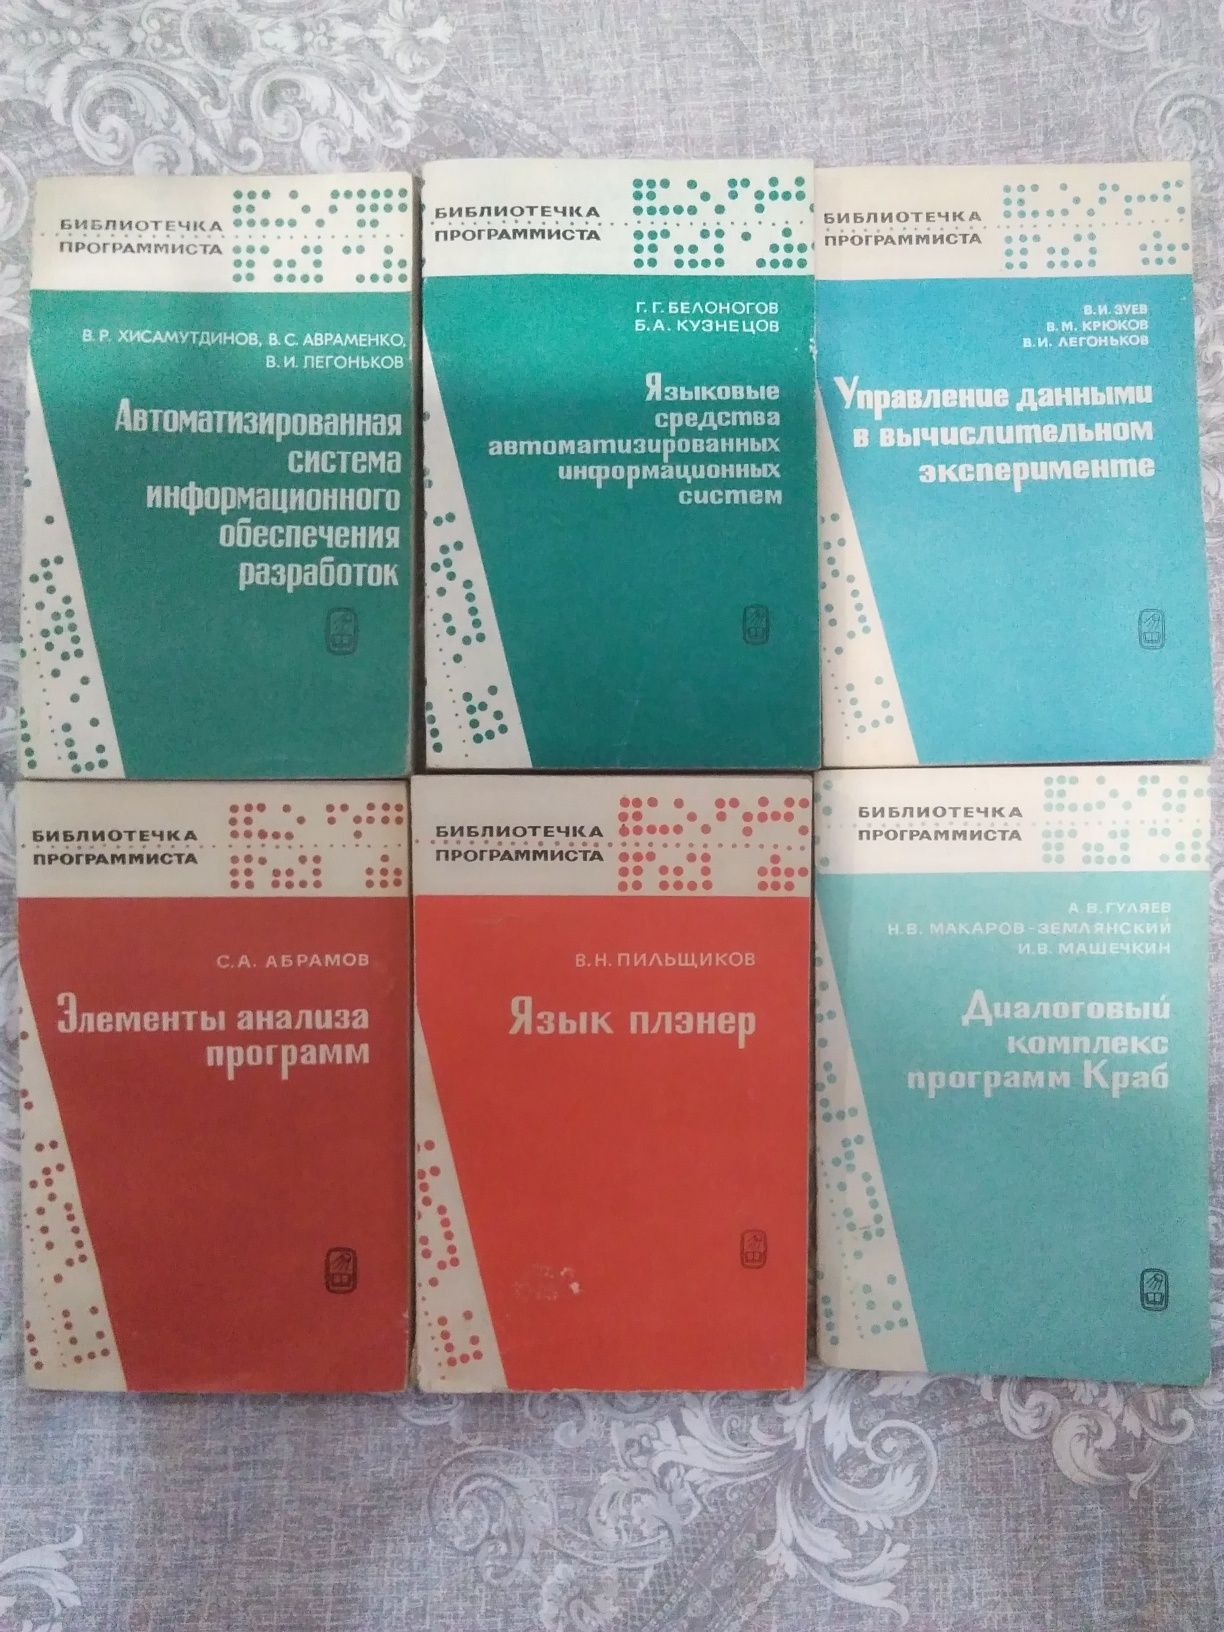 БИБЛИОТЕЧКА
ПРОГРАММИСТА
В. Р. ХИСАМУТДИНОВ, В. С. АВРАМЕНКО,
В. И. ЛЕГОНЬКОВ
Автоматизированная
система
информационного
обеспечения
разработок
БИБЛИОТЕЧКА
ПРОГРАММИСТА
Г. Г. БЕЛОНОГОВ
Б. А. КУЗНЕЦОВ
Языковые
средства
автоматизированных
информационных
систем
БИБЛИОТЕЧКА
ПРОГРАММИСТА
В. И. ЗУЕВ
В. М. КРЮКОВ
В. И. ЛЕГОНЬКОВ
Управление данными
в вычислительном
эксперименте
БИБЛИОТЕЧКА
ПРОГРАММИСТА
С. А. АБРАМОВ
Элементы анализа
программ
БИБЛИОТЕЧКА
ПРОГРАММИСТА
В. Н. ПИЛЬЩИКОВ
Язык плэнер
БИБЛИОТЕЧКА
ПРОГРАММИСТА
А. В. ГУЛЯЕВ
Н. В. МАКАРОВ-ЗЕМЛЯНСКИЙ
И. В. МАШЕЧКИН
Диалоговый
комплекс
программ Краб